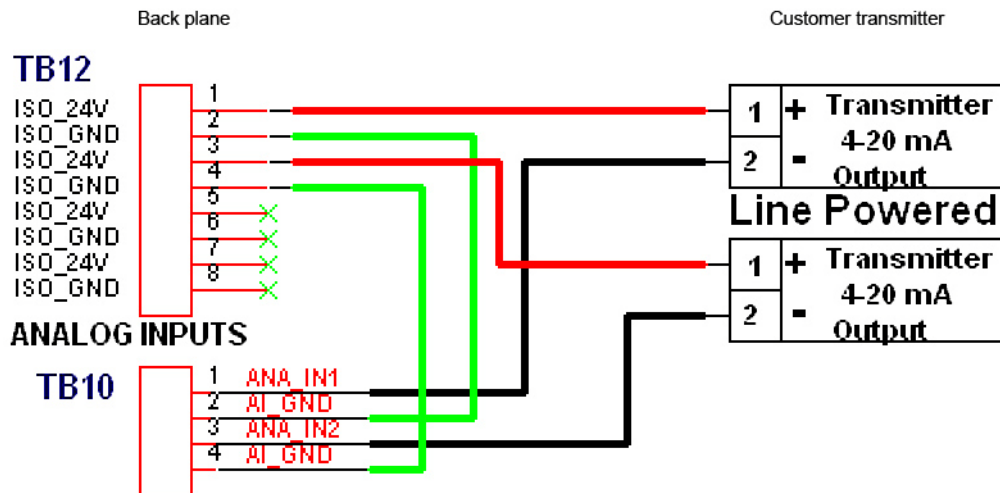 Back plane
Customer transmitter
TB12
1
ISO_24V
2
ISO_GND
3
ISO_24V
4
ISO_GND
5
ISO_24V
6
ISO_GND
7
ISO_24V
8
ISO_GND
1 + Transmitter
4-20 mA
2 - Output
Line Powered
1 + Transmitter
4-20 mA
2 - Output
ANALOG INPUTS
TB10
1 ANA_IN1
2 AI_GND
3 ANA_IN2
4 AI_GND